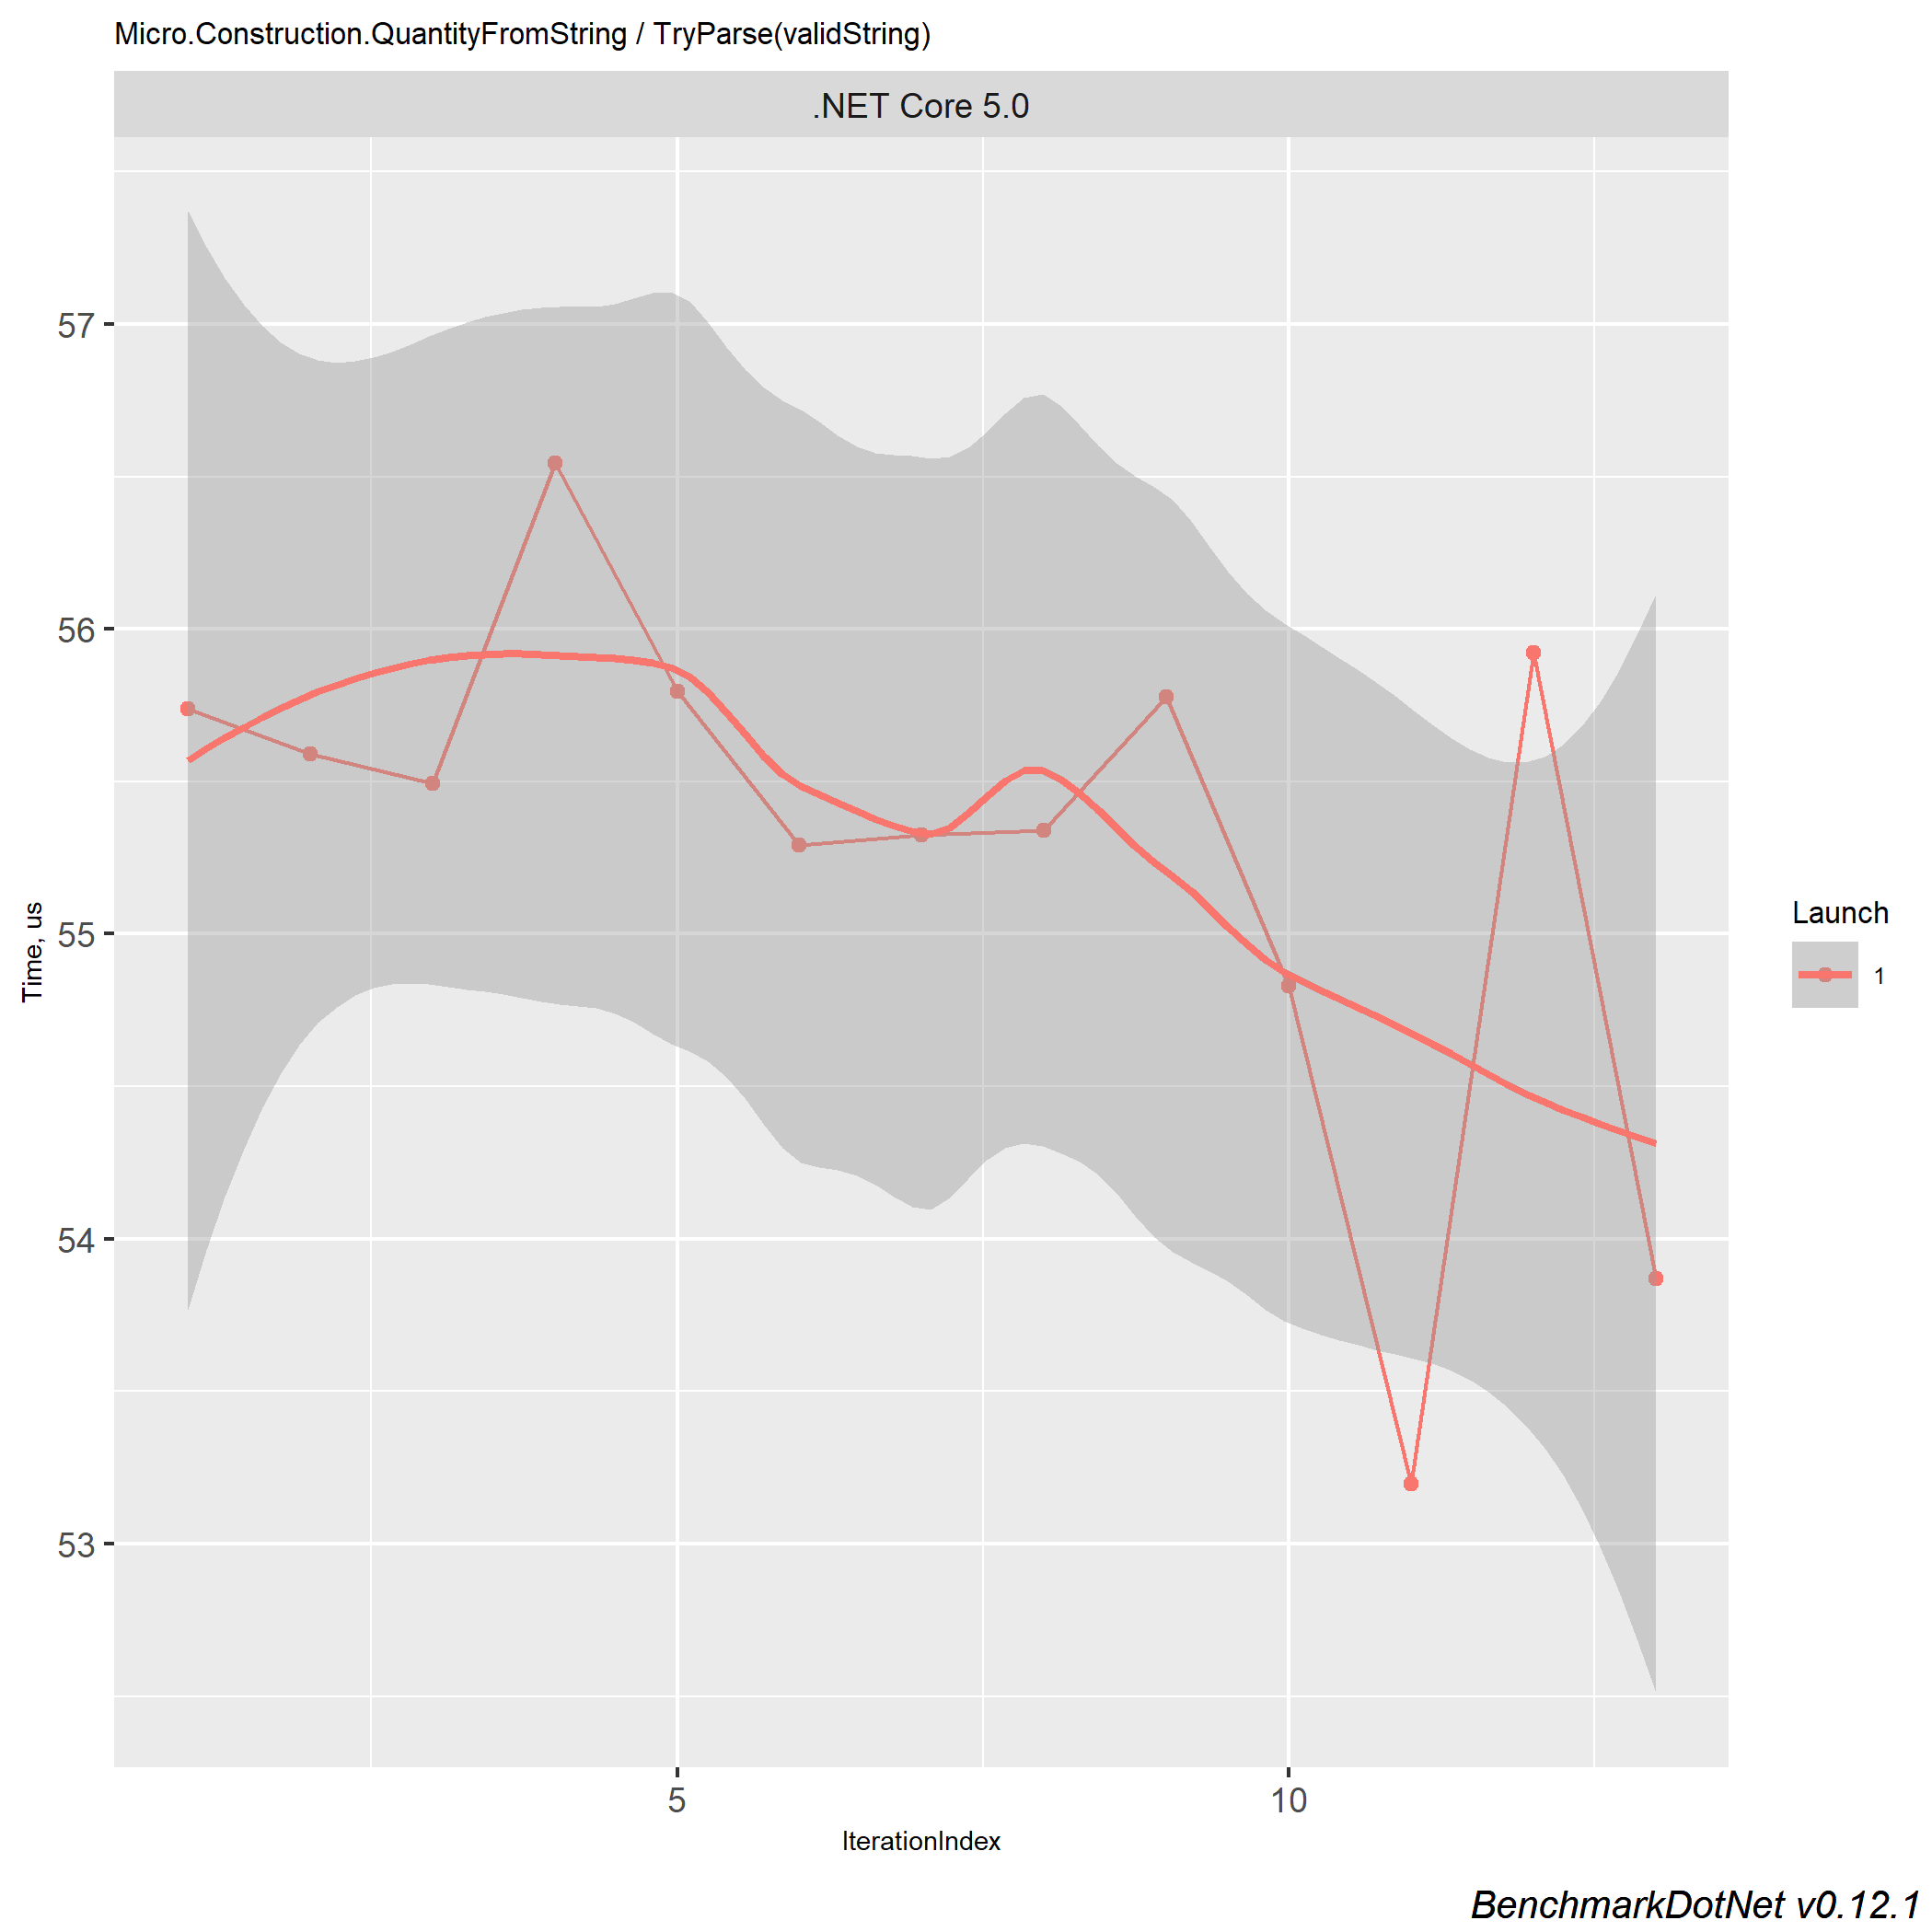 Micro.Construction.QuantityFromString / TryParse(validString)
.NET Core 5.0
57
56
55
54
53
Time, us
5
10
IterationIndex
Launch
1
BenchmarkDotNet v0.12.1